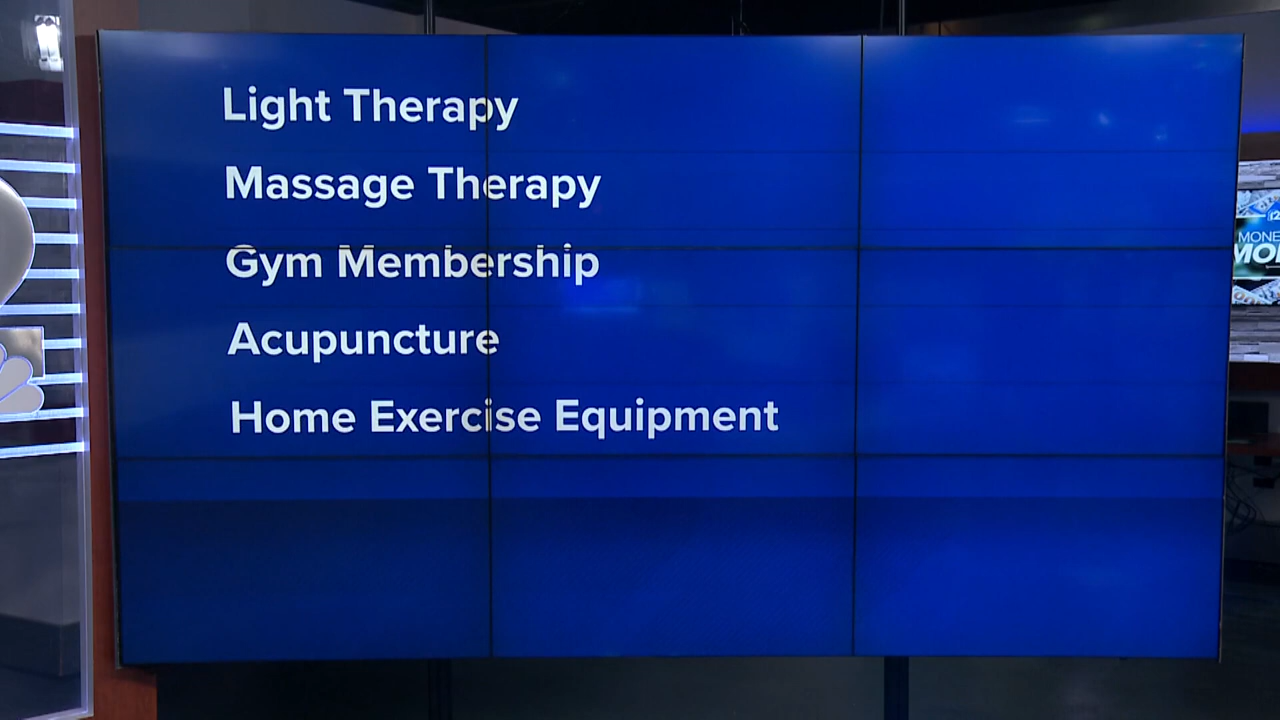 Light Therapy
Massage Therapy
Gym Membership
Acupuncture
Home Exercise Equipment